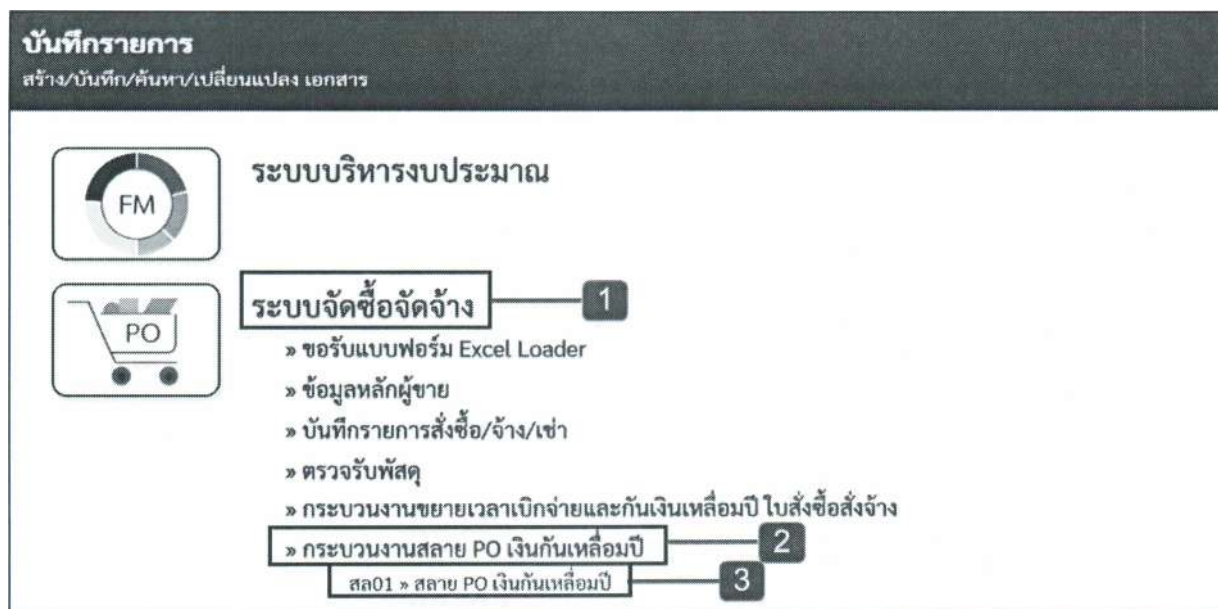 บันทึกรายการ
สร้าง/บันทึก/ค้นหา/เปลี่ยนแปลง เอกสาร
FM
ระบบบริหารงบประมาณ
PO
ระบบจัดซื้อจัดจ้าง
1
» ขอรับแบบฟอร์ม Excel Loader
» ข้อมูลหลักผู้ขาย
» บันทึกรายการสั่งซื้อ/จ้าง/เช่า
» ตรวจรับพัสดุ
» กระบวนงานขยายเวลาเบิกจ่ายและกันเงินเหลื่อมปี ใบสั่งซื้อสั่งจ้าง
» กระบวนงานสลาย PO เงินกันเหลื่อมปี
2
สล01 » สลาย PO เงินกันเหลื่อมปี
3